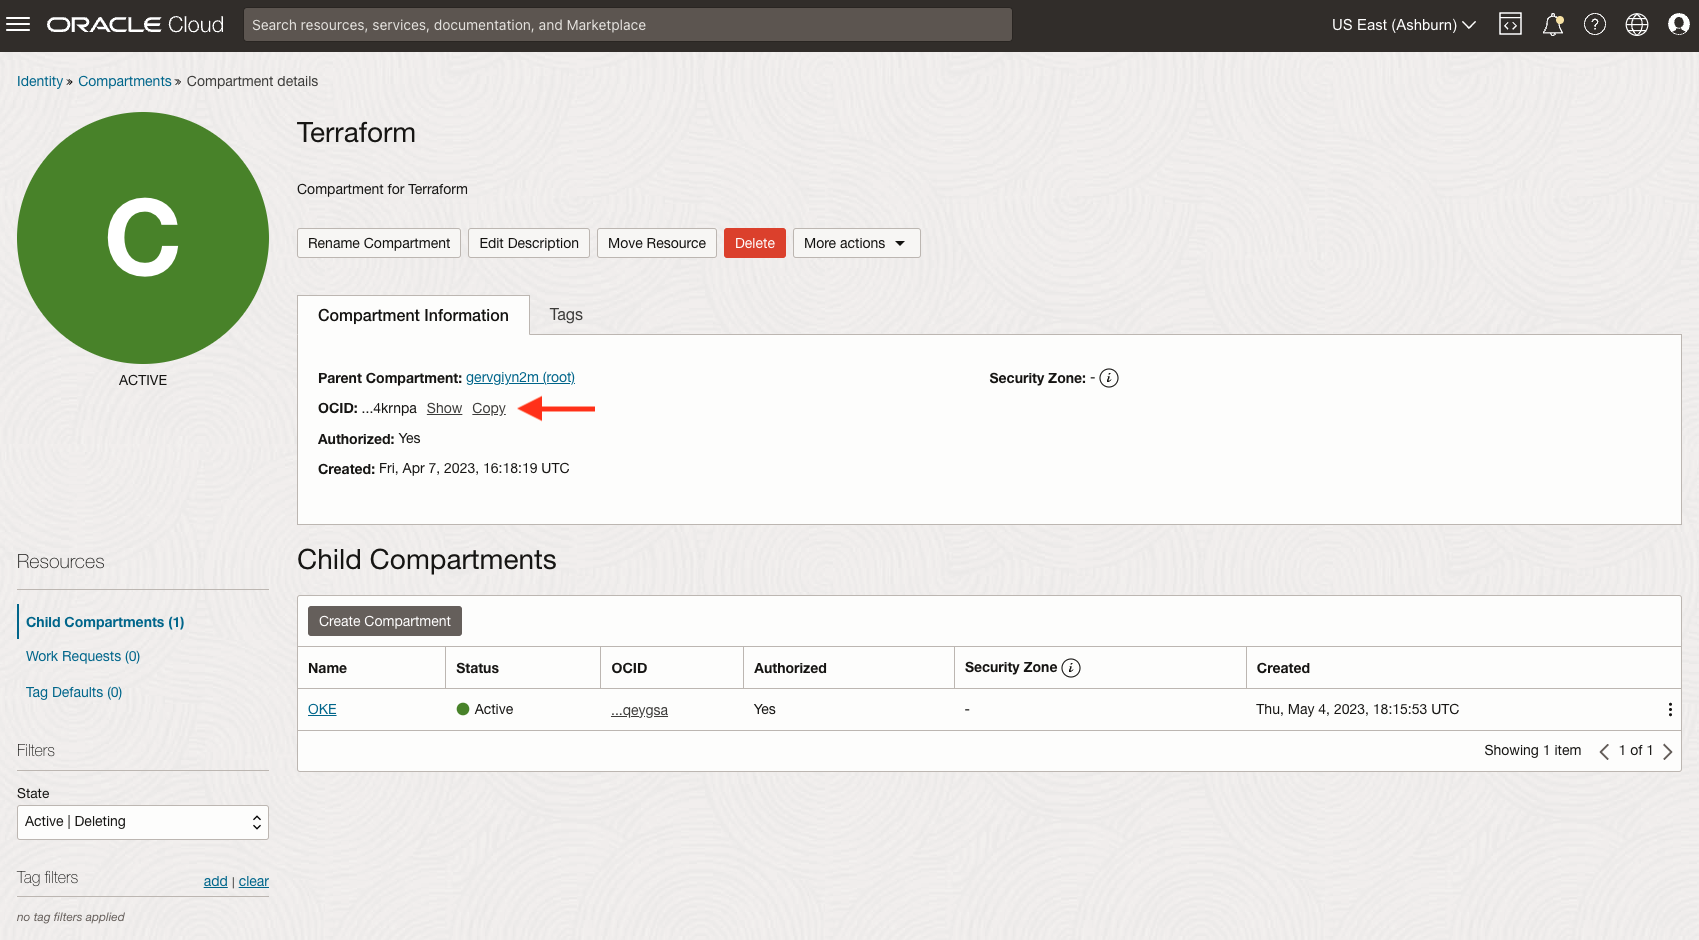 ORACLE Cloud
Search resources, services, documentation, and Marketplace
US East (Ashburn)
Identity » Compartments » Compartment details
C
ACTIVE
Terraform
Compartment for Terraform
Rename Compartment
Edit Description
Move Resource
Delete
More actions
Compartment Information
Tags
Parent Compartment: gervgiyn2m (root)
OCID: ...4krnpa Show Copy
Authorized: Yes
Created: Fri, Apr 7, 2023, 16:18:19 UTC
Security Zone: - i
Resources
Child Compartments (1)
Work Requests (0)
Tag Defaults (0)
Filters
State
Active | Deleting
Tag filters
add | clear
no tag filters applied
Child Compartments
Create Compartment
Name Status OCID Authorized Security Zone i Created
OKE Active ...qeygsa Yes - Thu, May 4, 2023, 18:15:53 UTC
Showing 1 item < 1 of 1 >